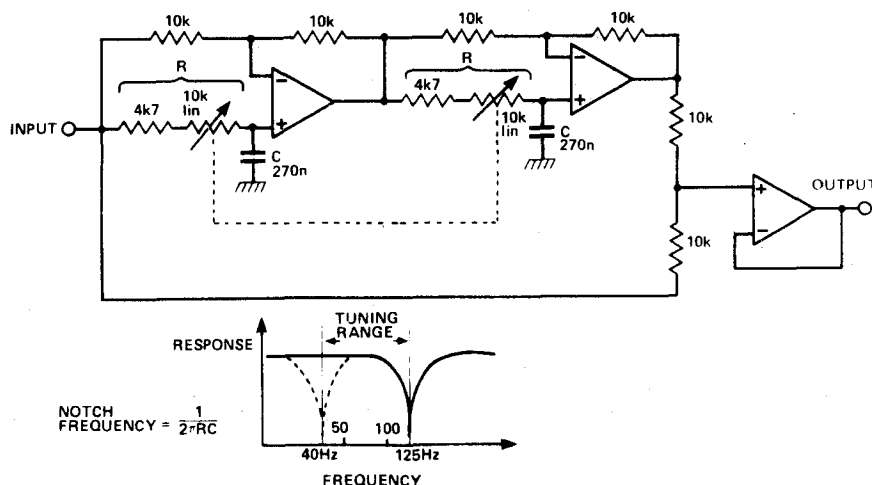 10k 10k 10k 10k
R
4k7 10k lin
R
4k7 10k lin
−
+
−
+
INPUT
C 270n
C 270n
10k
OUTPUT
+
−
10k
TUNING
RANGE
RESPONSE
NOTCH
FREQUENCY = 1/2πRC
50 100
40Hz 125Hz
FREQUENCY